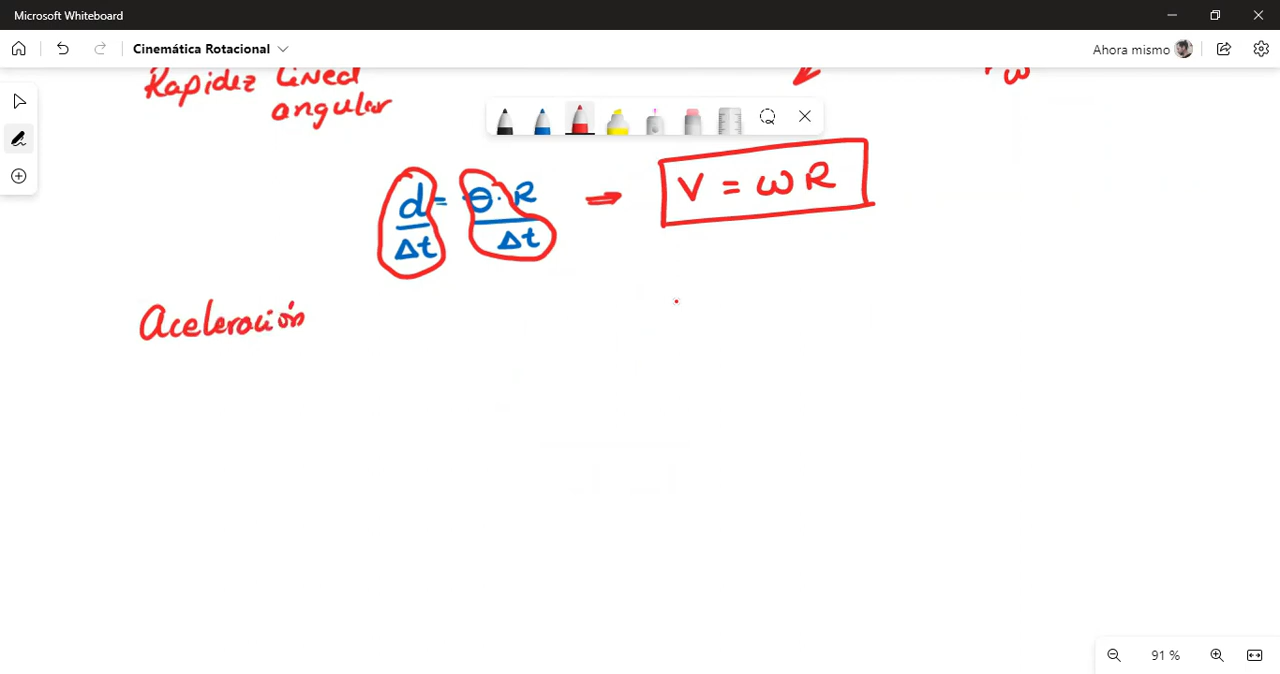 Microsoft Whiteboard
Cinemática Rotacional
Ahora mismo
Rapidez Lineal
angular
ω
d = θ · R ⇒ V = ωR
Δt Δt
Aceleración
91 %